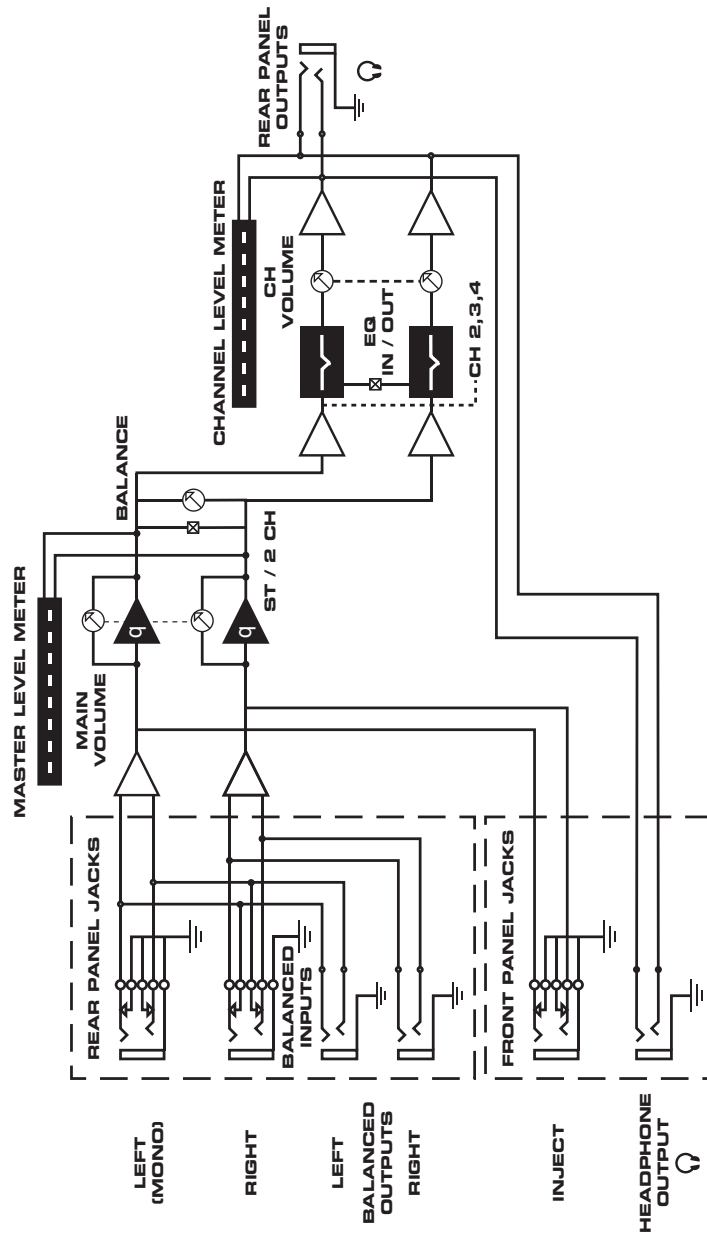 MASTER LEVEL METER
MAIN
VOLUME
q
q
BALANCE
ST / 2 CH
CHANNEL LEVEL METER
CH
VOLUME
EQ
IN / OUT
CH 2,3,4
REAR PANEL
OUTPUTS
REAR PANEL JACKS
BALANCED
INPUTS
FRONT PANEL JACKS
LEFT
(MONO)
RIGHT
LEFT
BALANCED
OUTPUTS
RIGHT
INJECT
HEADPHONE
OUTPUT